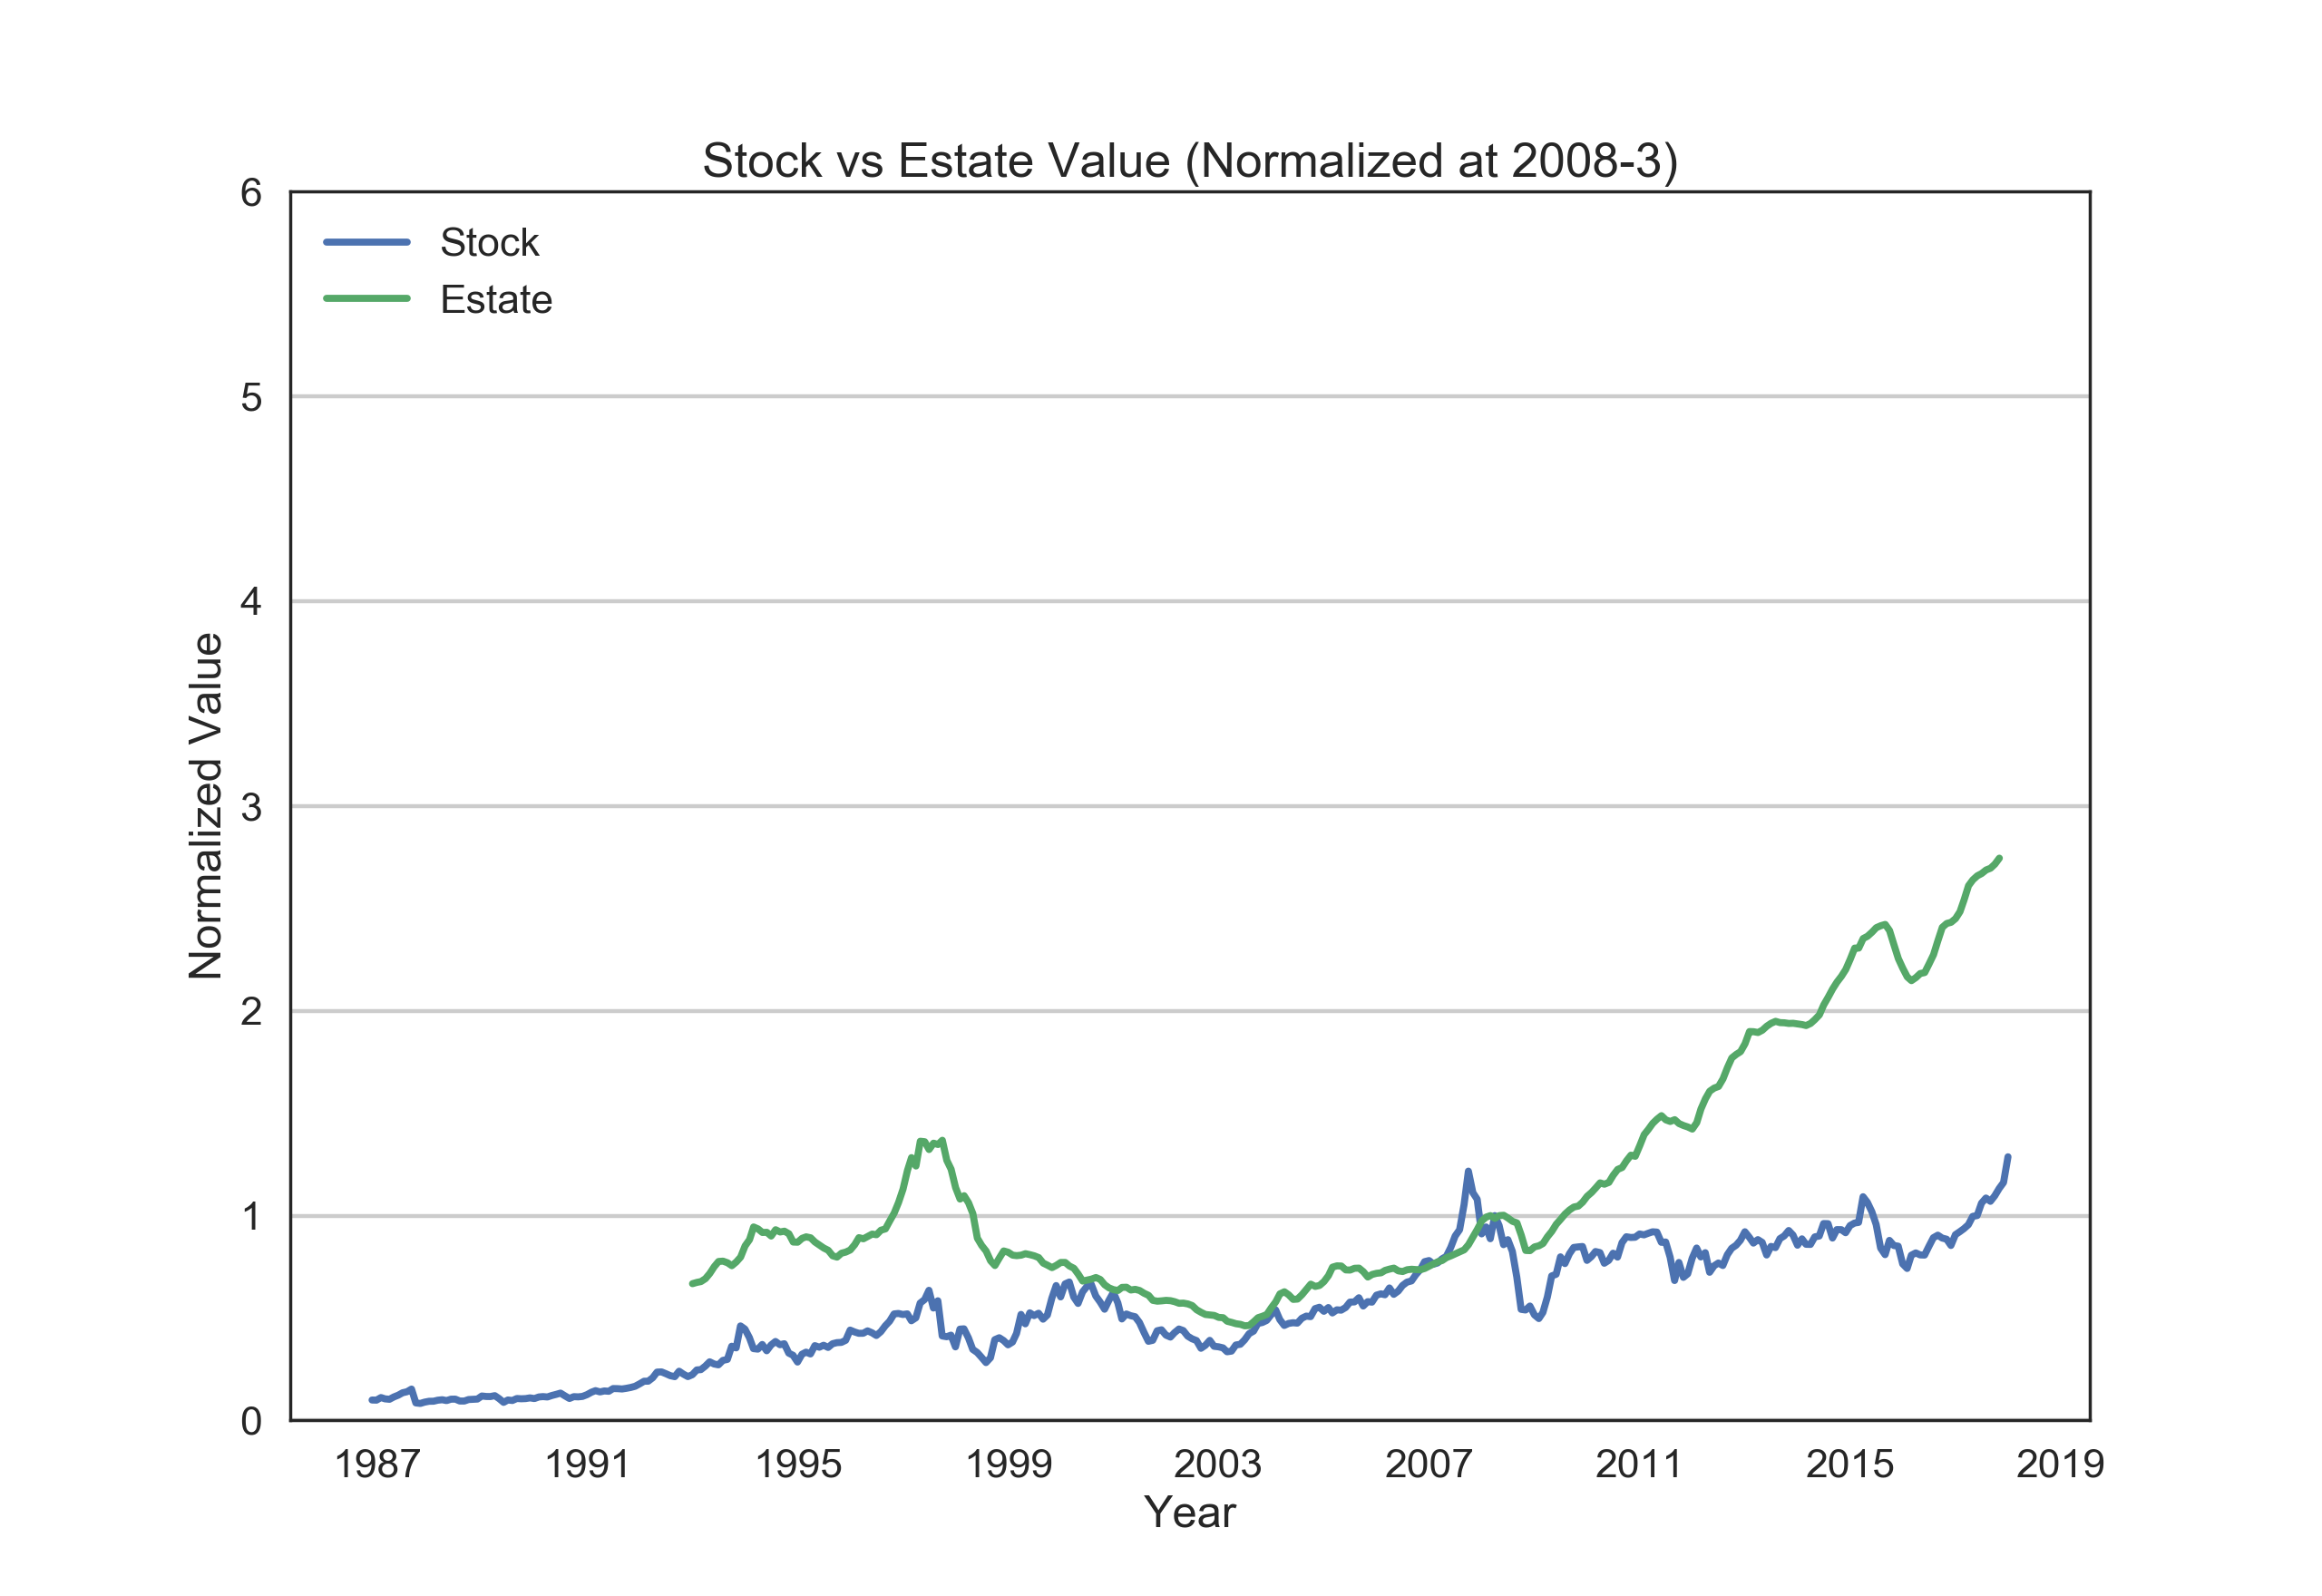 Stock vs Estate Value (Normalized at 2008-3)
6
Stock
Estate
5
4
3
2
1
0
Normalized Value
1987 1991 1995 1999 2003 2007 2011 2015 2019
Year